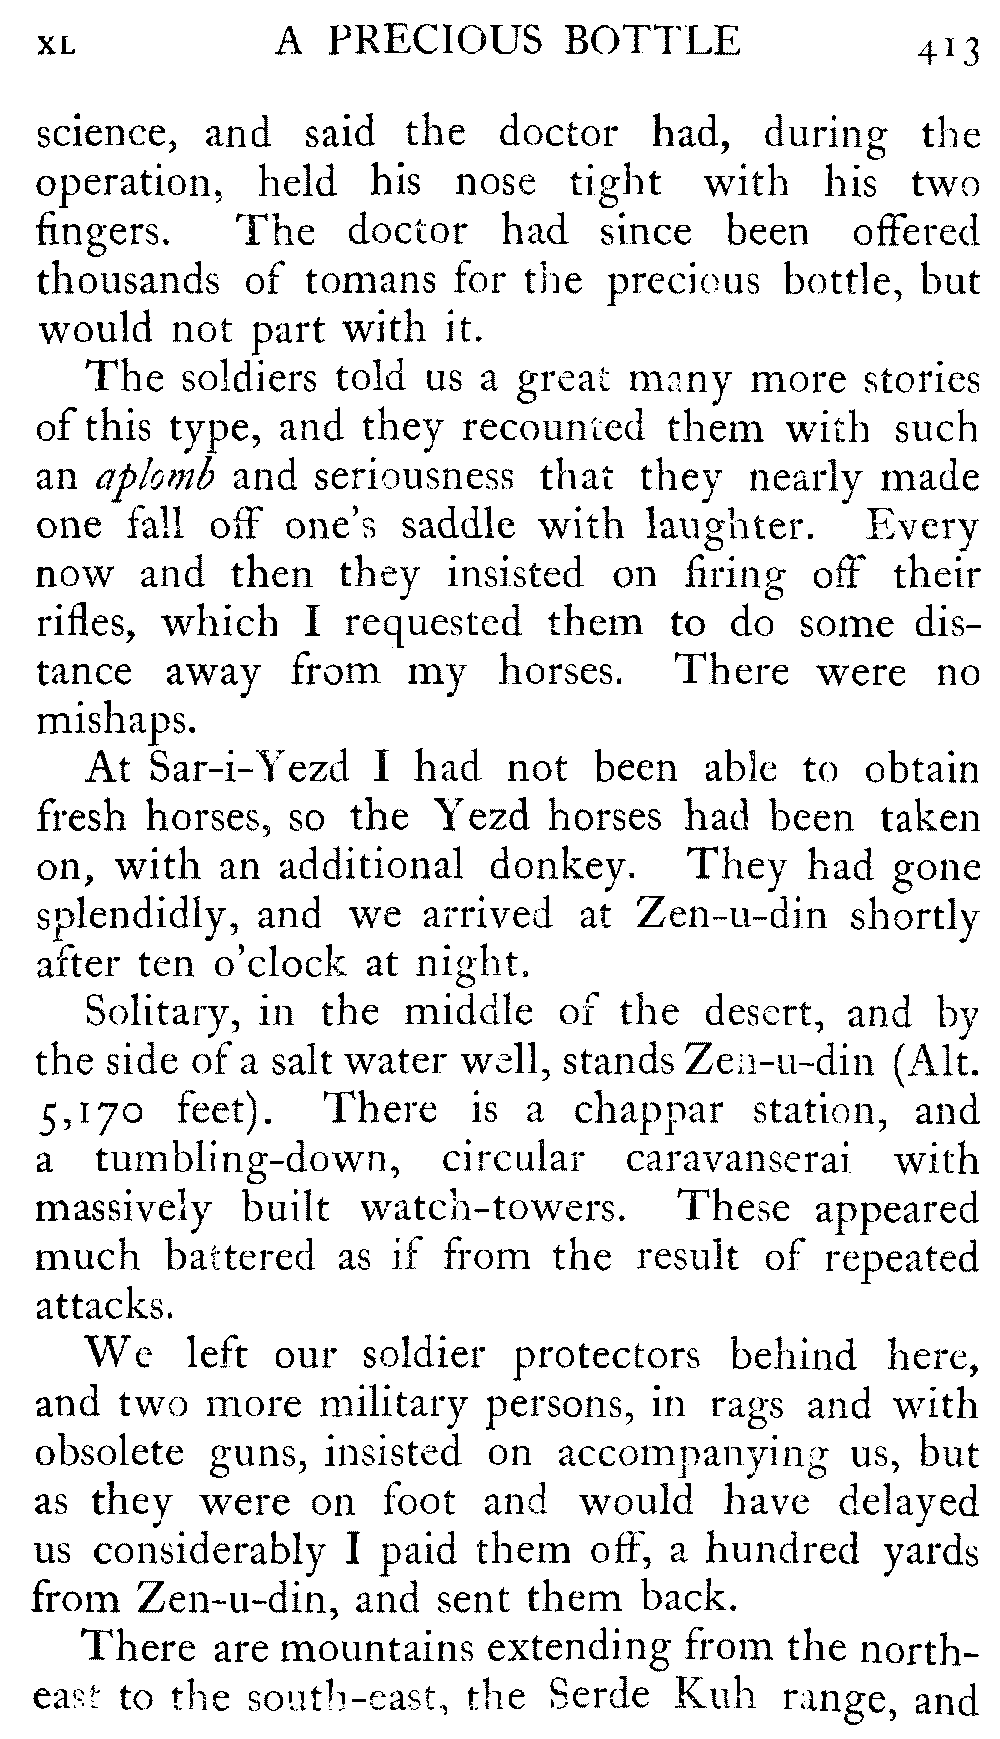 XL A PRECIOUS BOTTLE 413
science, and said the doctor had, during the
operation, held his nose tight with his two
fingers. The doctor had since been offered
thousands of tomans for the precious bottle, but
would not part with it.
The soldiers told us a great many more stories
of this type, and they recounted them with such
an aplomb and seriousness that they nearly made
one fall off one's saddle with laughter. Every
now and then they insisted on firing off their
rifles, which I requested them to do some dis-
tance away from my horses. There were no
mishaps.
At Sar-i-Yezd I had not been able to obtain
fresh horses, so the Yezd horses had been taken
on, with an additional donkey. They had gone
splendidly, and we arrived at Zen-u-din shortly
after ten o'clock at night.
Solitary, in the middle of the desert, and by
the side of a salt water well, stands Zen-u-din (Alt.
5,170 feet). There is a chappar station, and
a tumbling-down, circular caravanserai with
massively built watch-towers. These appeared
much battered as if from the result of repeated
attacks.
We left our soldier protectors behind here,
and two more military persons, in rags and with
obsolete guns, insisted on accompanying us, but
as they were on foot and would have delayed
us considerably I paid them off, a hundred yards
from Zen-u-din, and sent them back.
There are mountains extending from the north-
east to the south-east, the Serde Kuh range, and